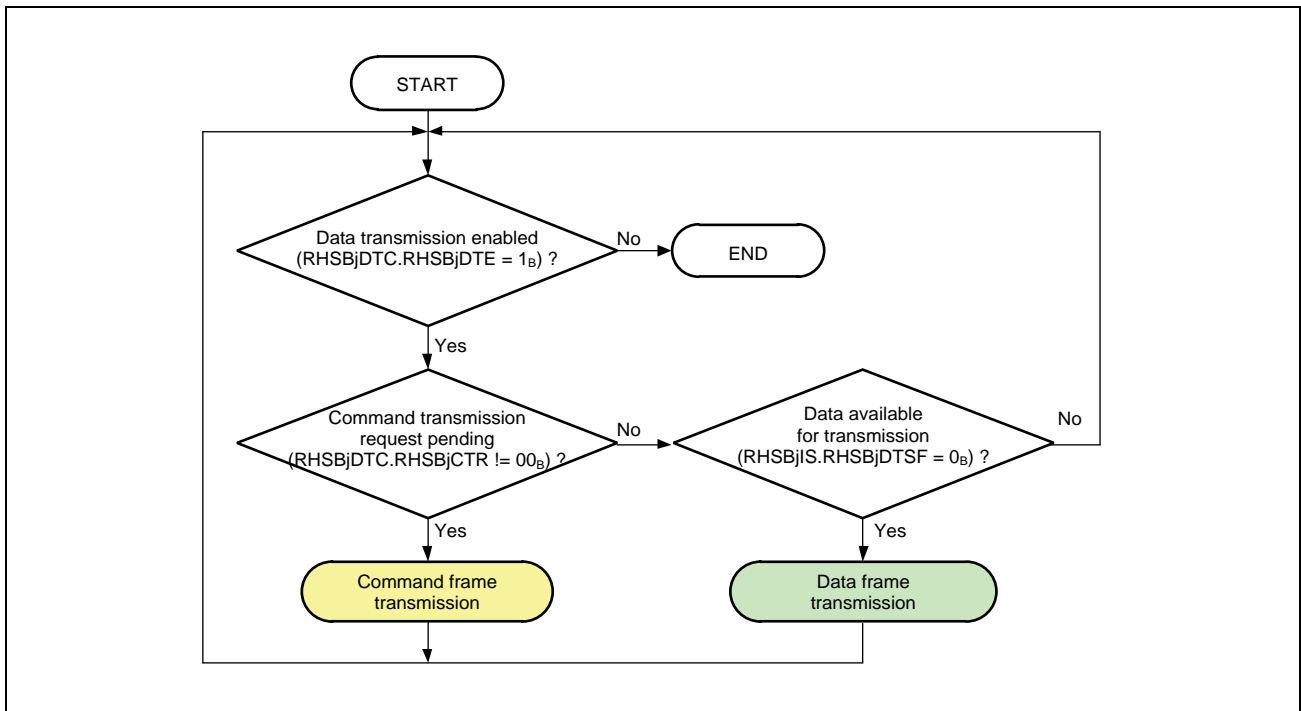 START
Data transmission enabled
(RHSBjDTC.RHSBjDTE = 1B) ?
No
END
Yes
Command transmission
request pending
(RHSBjDTC.RHSBjCTR != 00B) ?
No
Data available
for transmission
(RHSBjIS.RHSBjDTSF = 0B) ?
No
Yes
Yes
Command frame
transmission
Data frame
transmission